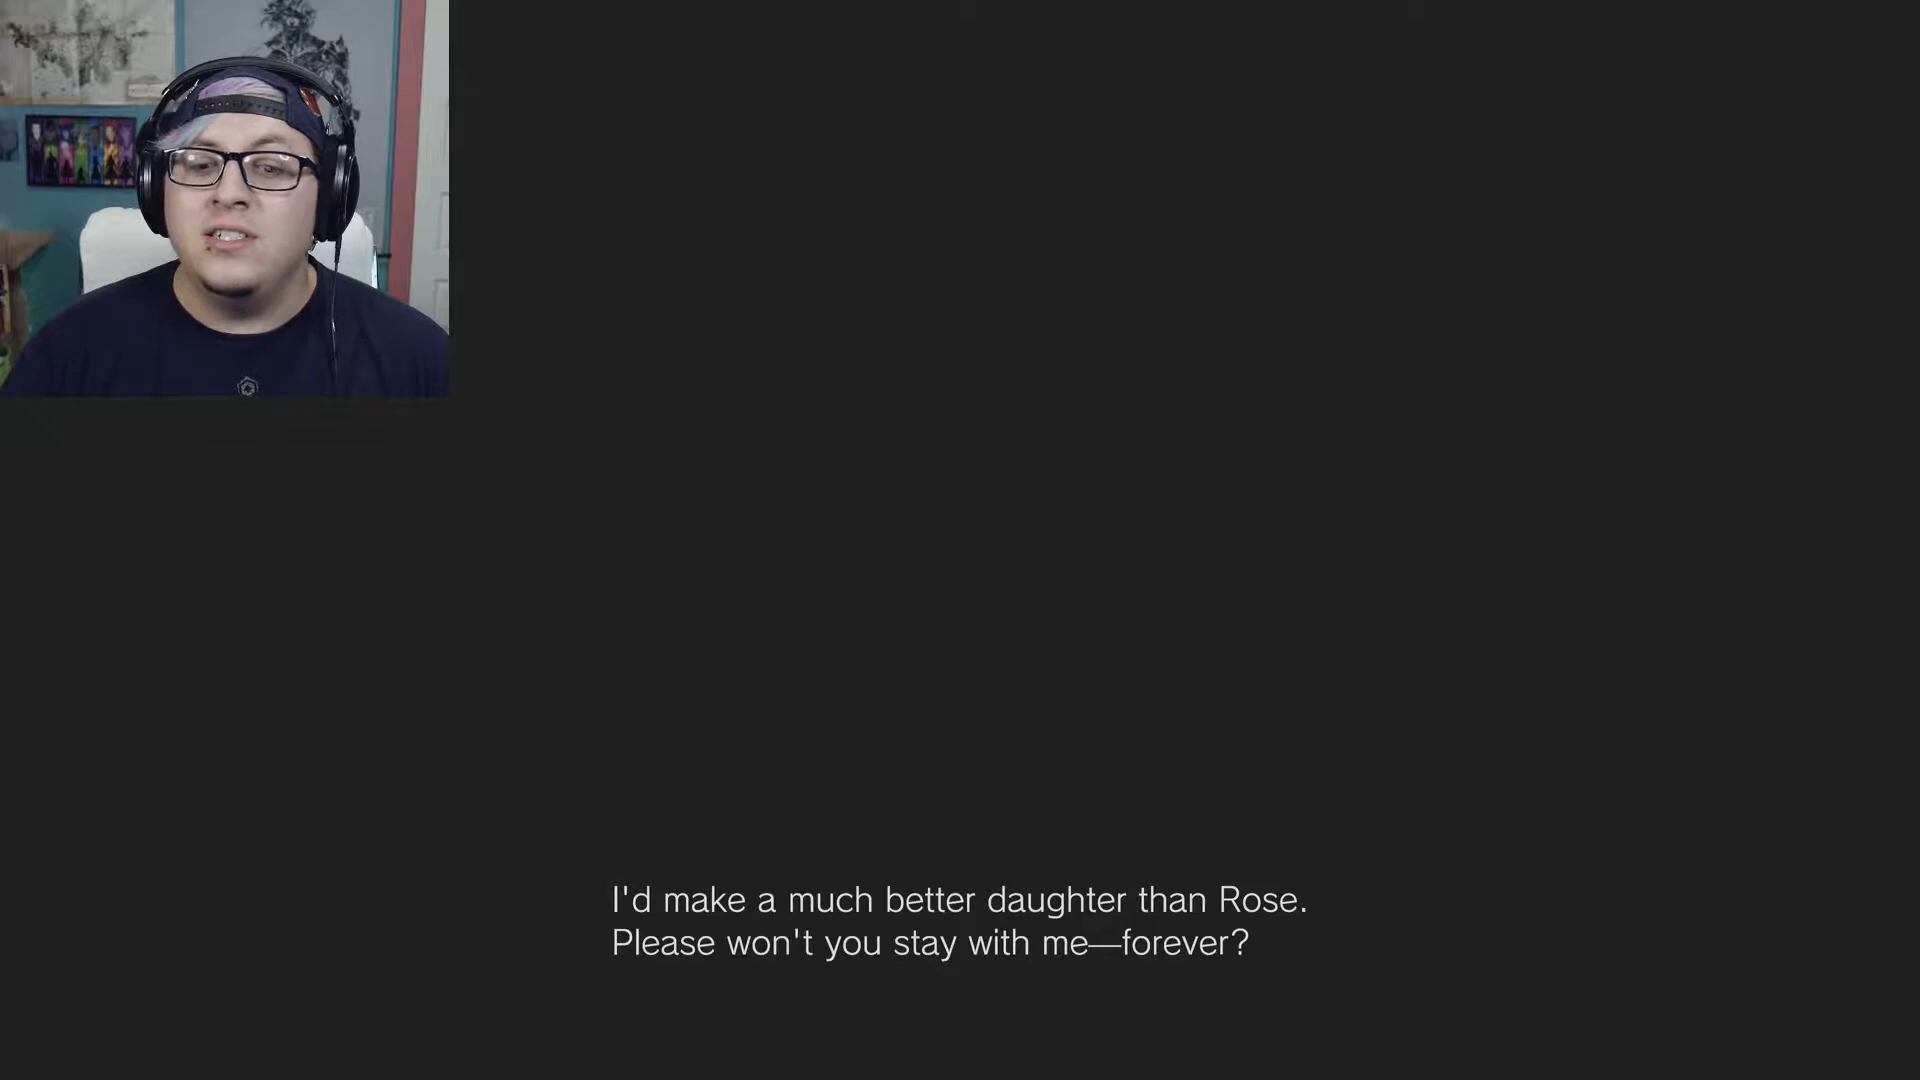 I'd make a much better daughter than Rose.
Please won't you stay with me—forever?